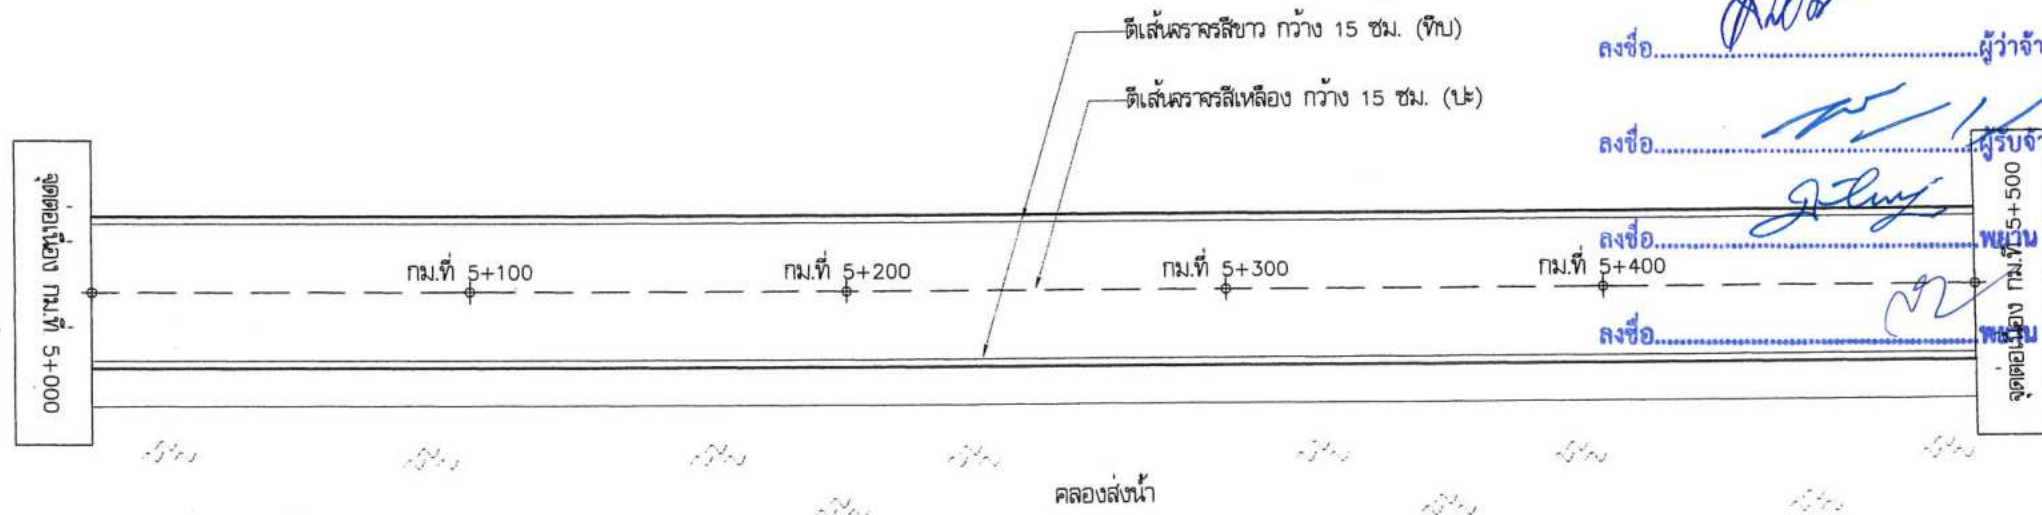 ตีเส้นจราจรสีขาว กว้าง 15 ซม. (ทึบ)
ตีเส้นจราจรสีเหลือง กว้าง 15 ซม. (ปะ)
ลงชื่อ..............................ผู้ว่าจ้า
ลงชื่อ..............................ผู้รับจ้า
ลงชื่อ..............................พยาน
ลงชื่อ..............................พยาน
จุดต่อเนื่อง กม.ที่ 5+000
กม.ที่ 5+100
กม.ที่ 5+200
กม.ที่ 5+300
กม.ที่ 5+400
จุดต่อเนื่อง กม.ที่ 5+500
คลองส่งน้ำ